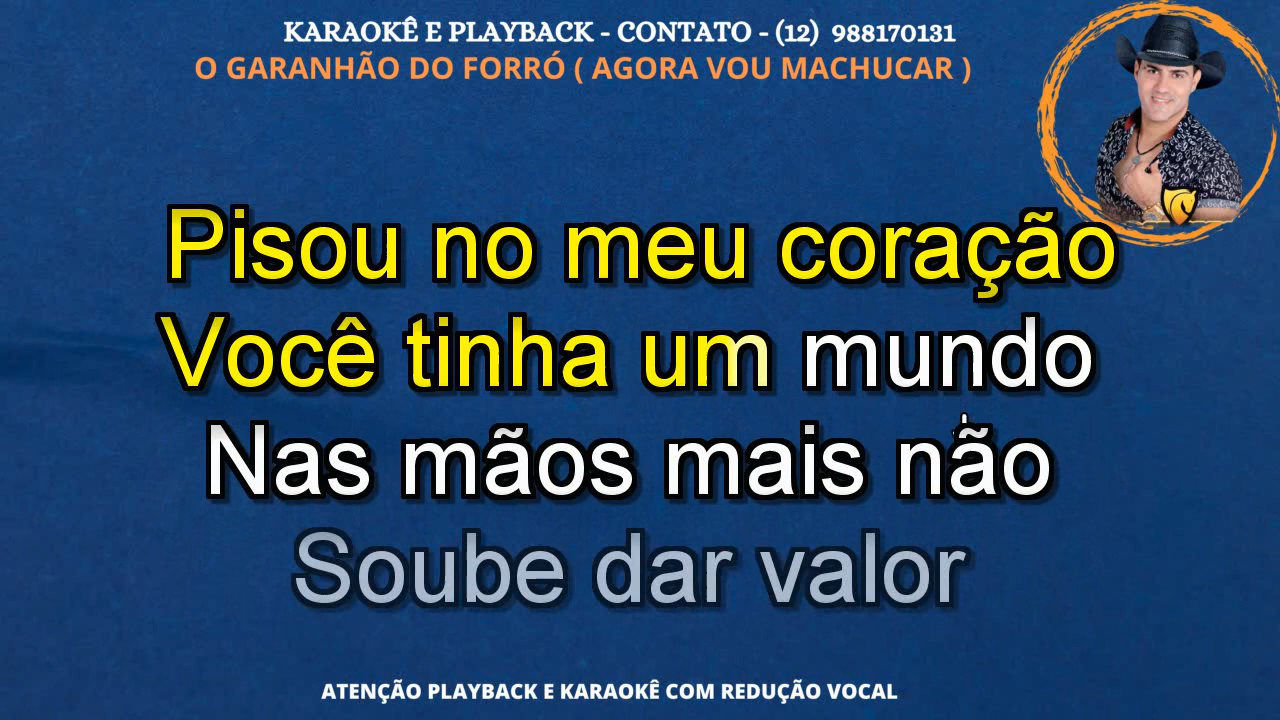 KARAOKÊ E PLAYBACK - CONTATO - (12) 988170131
O GARANHÃO DO FORRÓ ( AGORA VOU MACHUCAR )
Pisou no meu coração
Você tinha um mundo
Nas mãos mais não
Soube dar valor
ATENÇÃO PLAYBACK E KARAOKÊ COM REDUÇÃO VOCAL